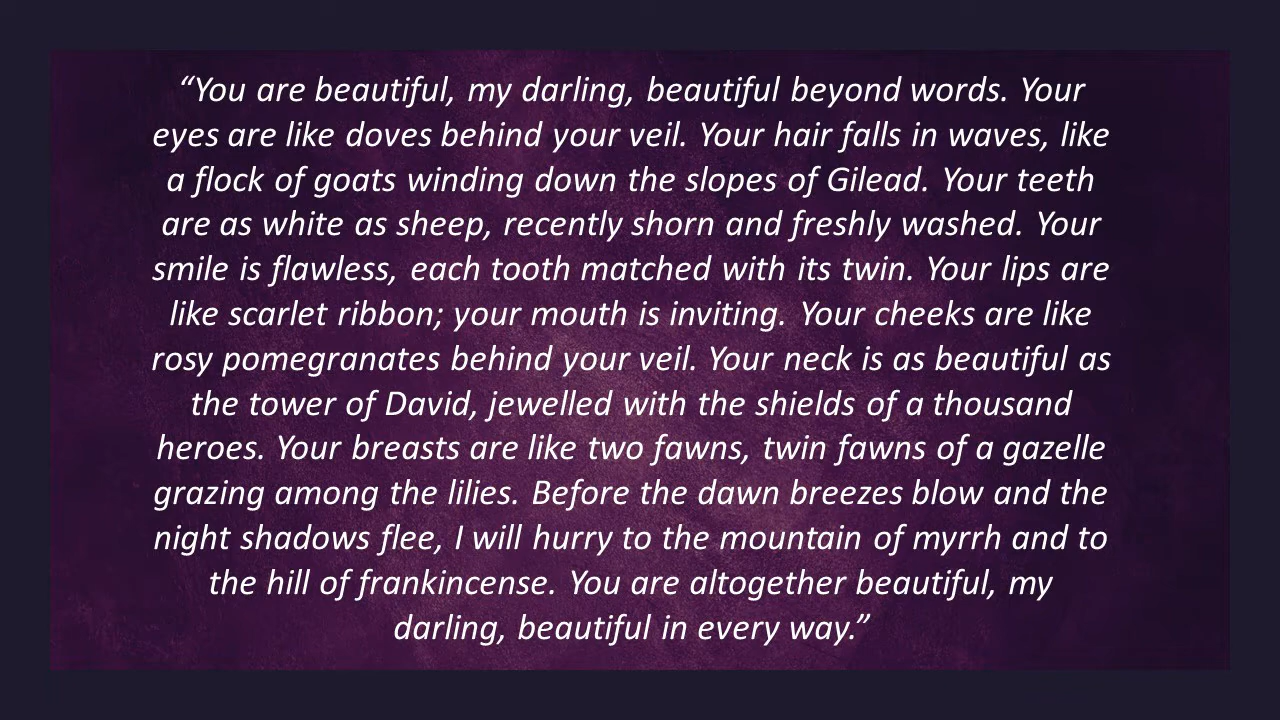 “You are beautiful, my darling, beautiful beyond words. Your
eyes are like doves behind your veil. Your hair falls in waves, like
a flock of goats winding down the slopes of Gilead. Your teeth
are as white as sheep, recently shorn and freshly washed. Your
smile is flawless, each tooth matched with its twin. Your lips are
like scarlet ribbon; your mouth is inviting. Your cheeks are like
rosy pomegranates behind your veil. Your neck is as beautiful as
the tower of David, jewelled with the shields of a thousand
heroes. Your breasts are like two fawns, twin fawns of a gazelle
grazing among the lilies. Before the dawn breezes blow and the
night shadows flee, I will hurry to the mountain of myrrh and to
the hill of frankincense. You are altogether beautiful, my
darling, beautiful in every way.”